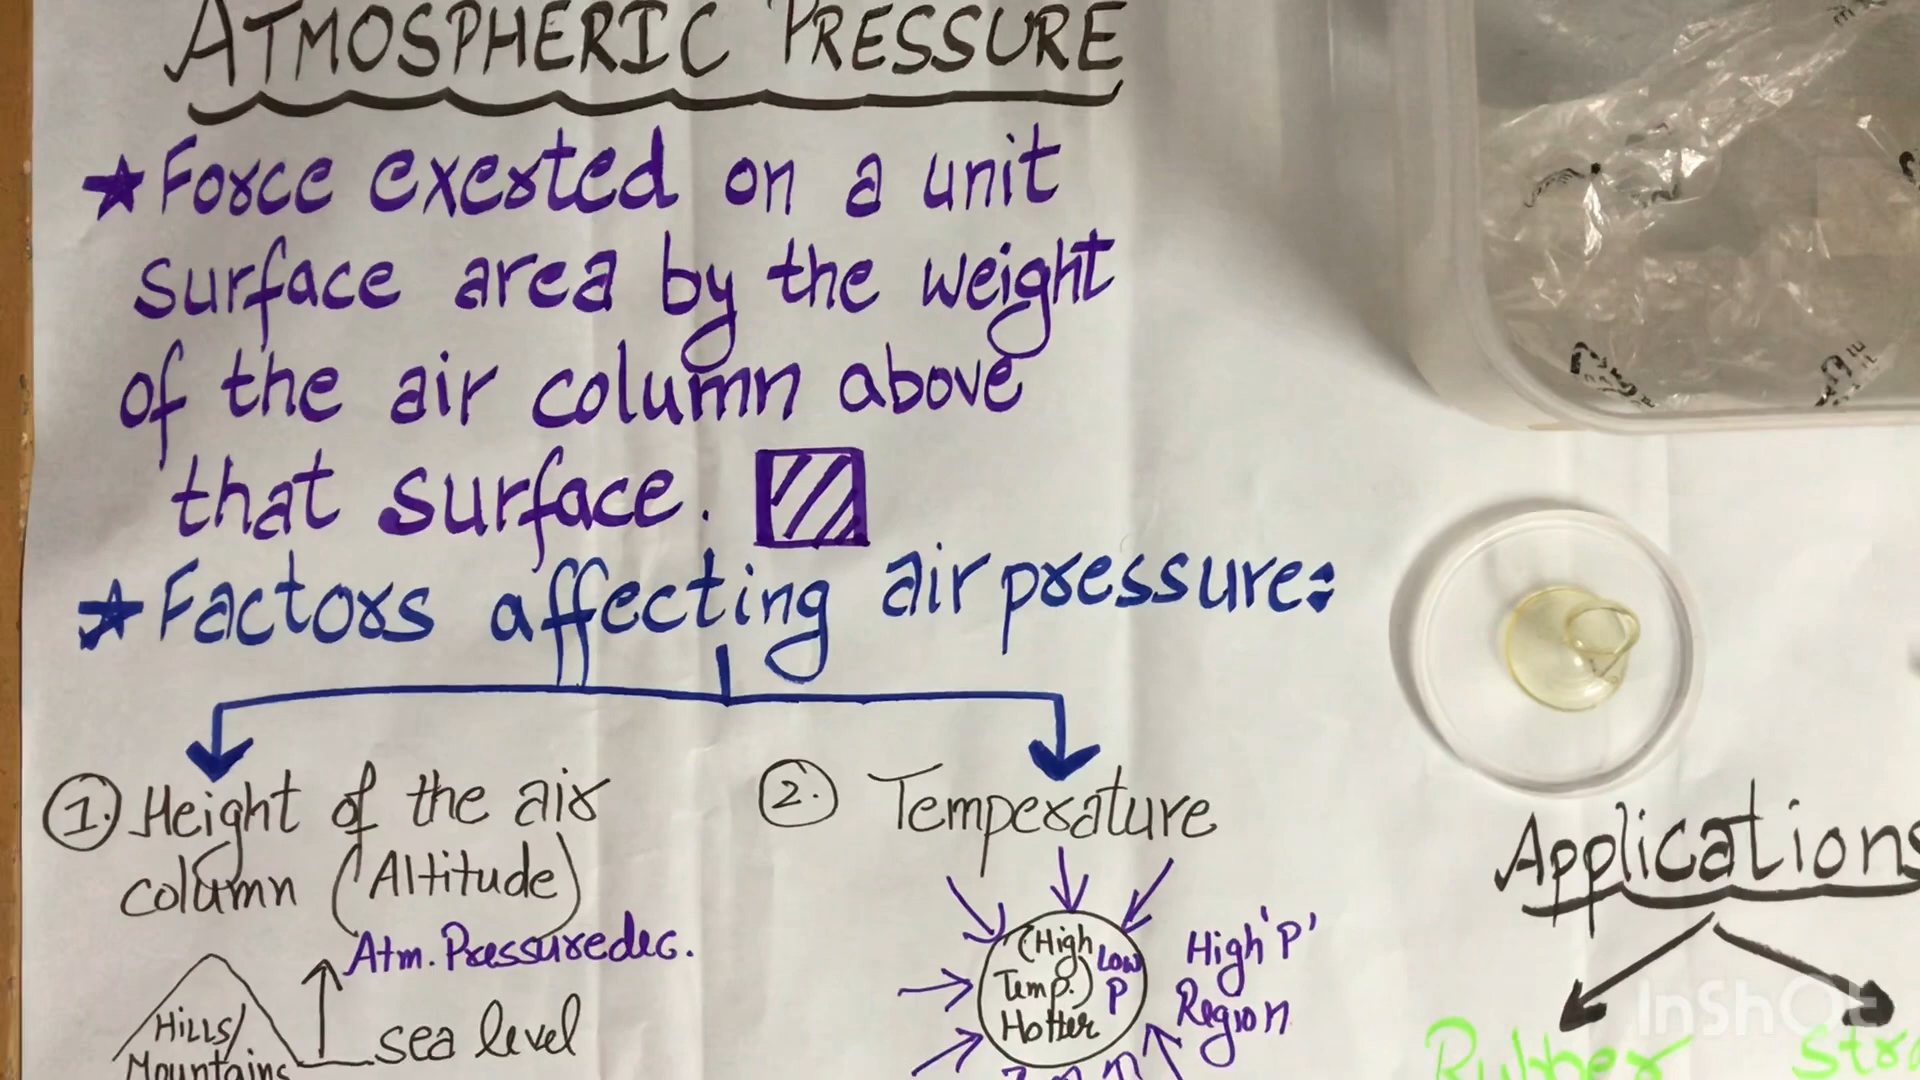 ATMOSPHERIC PRESSURE
★ Force exerted on a unit
surface area by the weight
of the air column above
that surface.
★ Factors affecting air pressure:
1. Height of the air
column (Altitude)
Atm. Pressure dec.
HILLS/
Mountains
sea level
2. Temperature
(High
Temp.)
Hotter
Low
P
High 'P'
Region
Applications
Rubber
InShOt